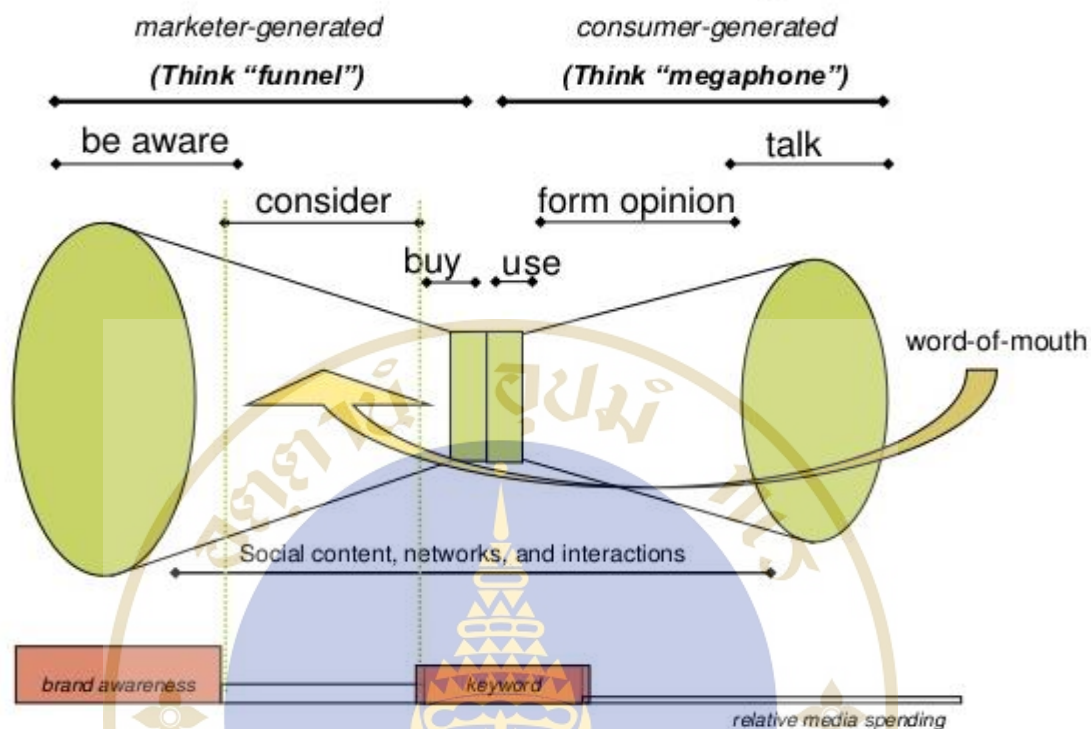 marketer-generated
consumer-generated
(Think “funnel”)
(Think “megaphone”)
be aware
talk
consider
form opinion
buy
use
word-of-mouth
Social content, networks, and interactions
brand awareness
keyword
relative media spending